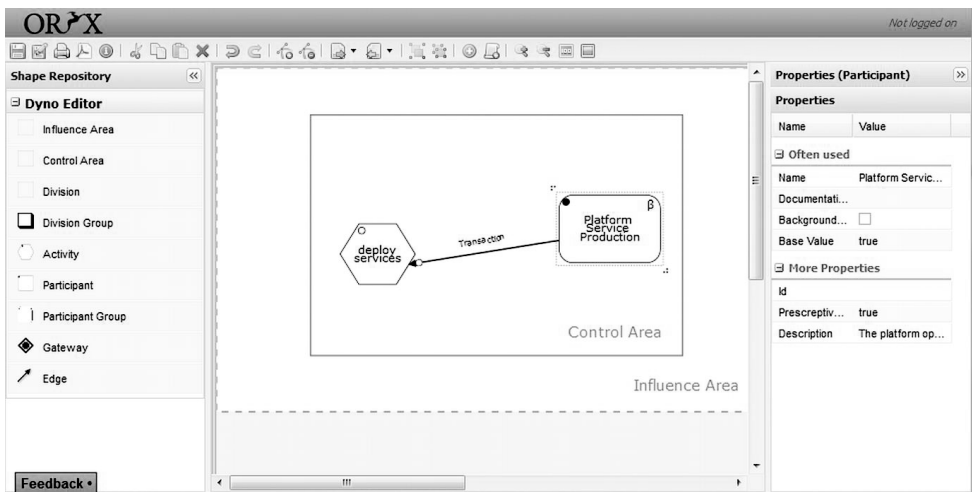 ORYX
Not logged on
Shape Repository
Dyno Editor
Influence Area
Control Area
Division
Division Group
Activity
Participant
Participant Group
Gateway
Edge
Feedback
deploy
services
Transaction
β
Platform
Service
Production
Control Area
Influence Area
Properties (Participant)
Properties
Name Value
Often used
Name Platform Servic...
Documentati...
Background...
Base Value true
More Properties
Id
Prescreptiv... true
Description The platform op...